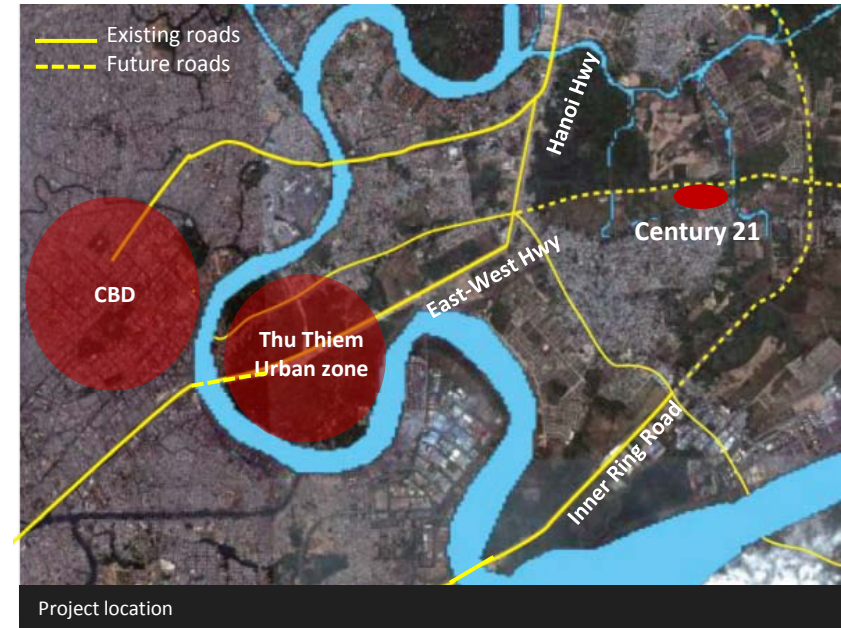 Existing roads
Future roads
Hanoi Hwy
Century 21
East-West Hwy
CBD
Thu Thiem
Urban zone
Inner Ring Road
Project location